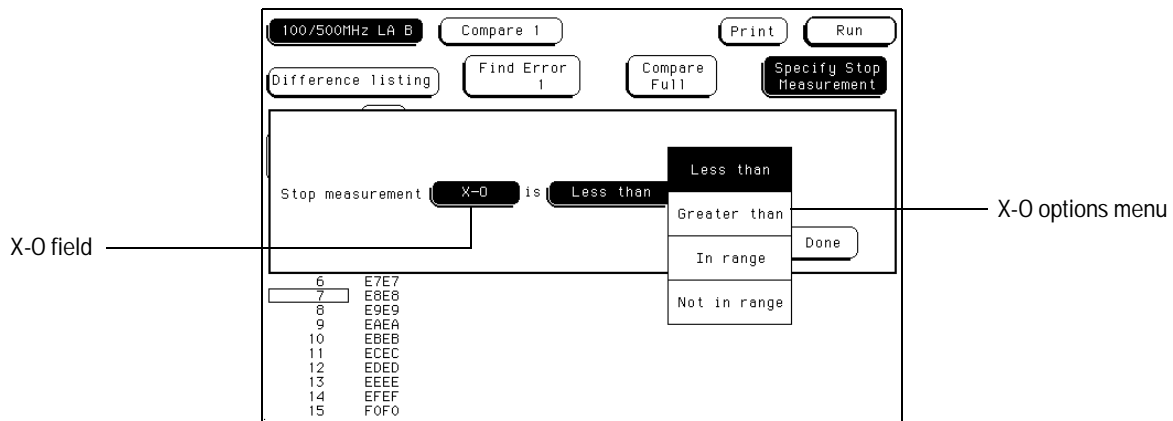 100/500MHz LA B Compare 1 Print Run
Difference listing Find Error 1 Compare Full Specify Stop Measurement
Stop measurement X-O is Less than
Less than
Greater than
In range
Not in range
Done
X-O field
X-O options menu
6 E7E7
7 E8E8
8 E9E9
9 EAEA
10 EBEB
11 ECEC
12 EDED
13 EEEE
14 EFEF
15 F0F0